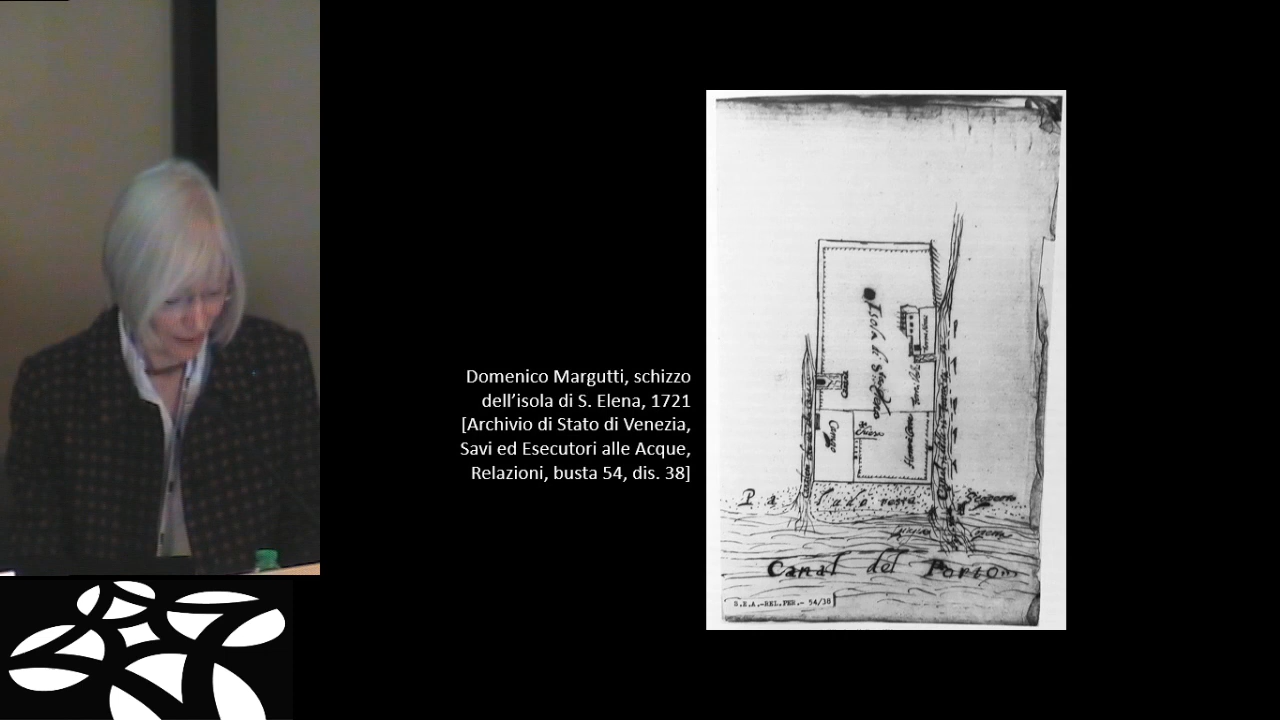 Domenico Margutti, schizzo
dell’isola di S. Elena, 1721
[Archivio di Stato di Venezia,
Savi ed Esecutori alle Acque,
Relazioni, busta 54, dis. 38]
Isola di
Canal del Porto
S.E.A.-REL.PER.- 54/38